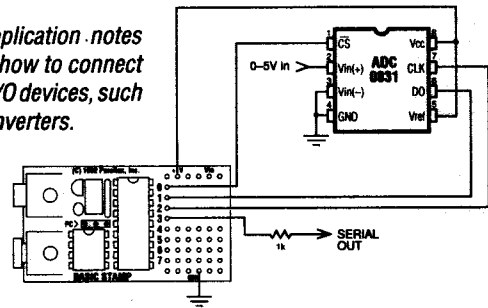 plication notes
how to connect
/O devices, such
nverters.
1 CS Vcc 8
0–5V in 2 Vin(+) CLK 7
3 Vin(–) DO 6
4 GND Vref 5
ADC
0831
(C) 1992 Parallax, Inc.
+5V Vin
0
1
2
3
4
5
6
7
PC>
BASIC STAMP
1k
SERIAL
OUT